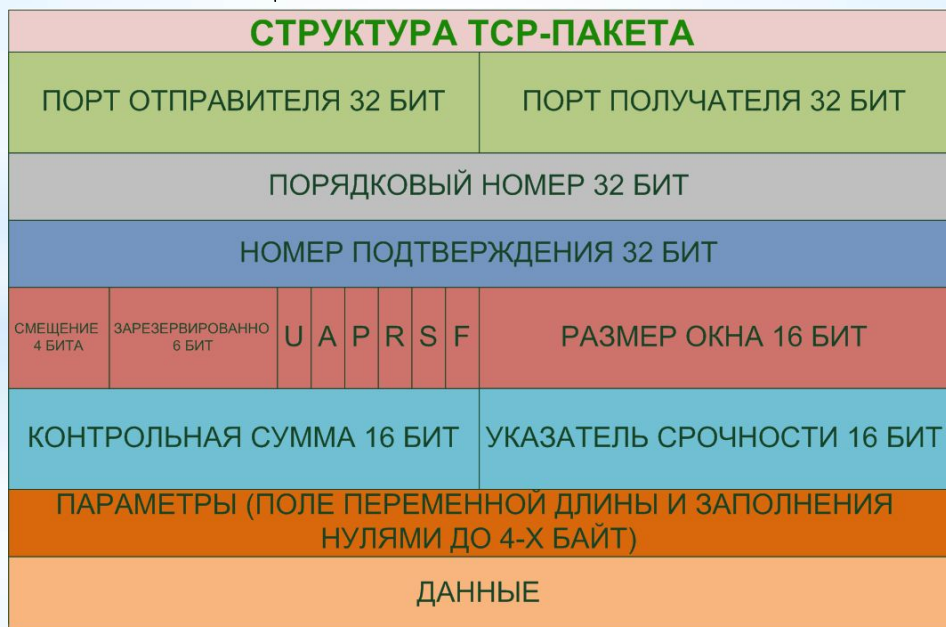 СТРУКТУРА TCP-ПАКЕТА
ПОРТ ОТПРАВИТЕЛЯ 32 БИТ
ПОРТ ПОЛУЧАТЕЛЯ 32 БИТ
ПОРЯДКОВЫЙ НОМЕР 32 БИТ
НОМЕР ПОДТВЕРЖДЕНИЯ 32 БИТ
СМЕЩЕНИЕ
4 БИТА
ЗАРЕЗЕРВИРОВАННО
6 БИТ
U
A
P
R
S
F
РАЗМЕР ОКНА 16 БИТ
КОНТРОЛЬНАЯ СУММА 16 БИТ
УКАЗАТЕЛЬ СРОЧНОСТИ 16 БИТ
ПАРАМЕТРЫ (ПОЛЕ ПЕРЕМЕННОЙ ДЛИНЫ И ЗАПОЛНЕНИЯ
НУЛЯМИ ДО 4-Х БАЙТ)
ДАННЫЕ